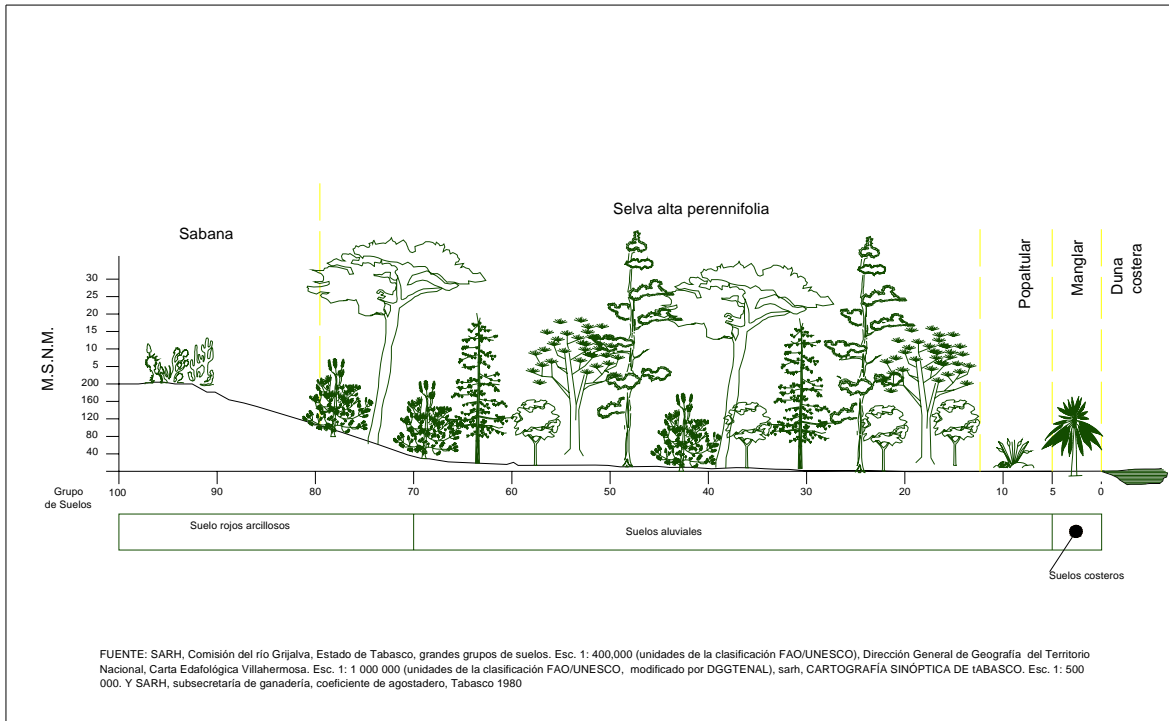 Selva alta perennifolia
Sabana
Popaltular
Manglar
Duna
costera
M.S.N.M.
30
25
20
15
10
5
200
160
120
80
40
Grupo
de Suelos
100
90
80
70
60
50
40
30
20
10
5
0
Suelo rojos arcillosos
Suelos aluviales
Suelos costeros
FUENTE: SARH, Comisión del río Grijalva, Estado de Tabasco, grandes grupos de suelos. Esc. 1: 400,000 (unidades de la clasificación FAO/UNESCO), Dirección General de Geografía del Territorio
Nacional, Carta Edafológica Villahermosa. Esc. 1: 1 000 000 (unidades de la clasificación FAO/UNESCO, modificado por DGGTENAL), sarh, CARTOGRAFÍA SINÓPTICA DE tABASCO. Esc. 1: 500
000. Y SARH, subsecretaría de ganadería, coeficiente de agostadero, Tabasco 1980